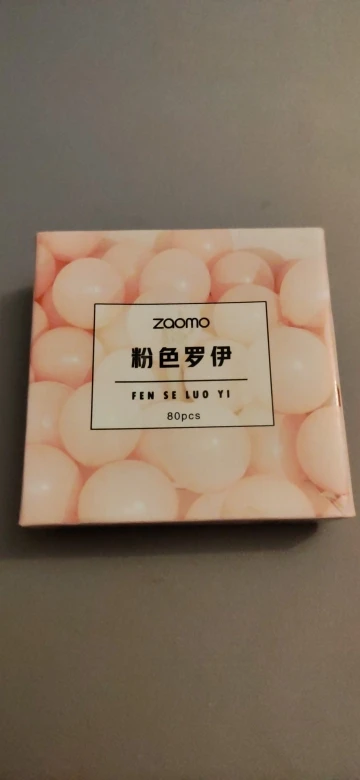 zaomo
粉色罗伊
FEN SE LUO YI
80pcs